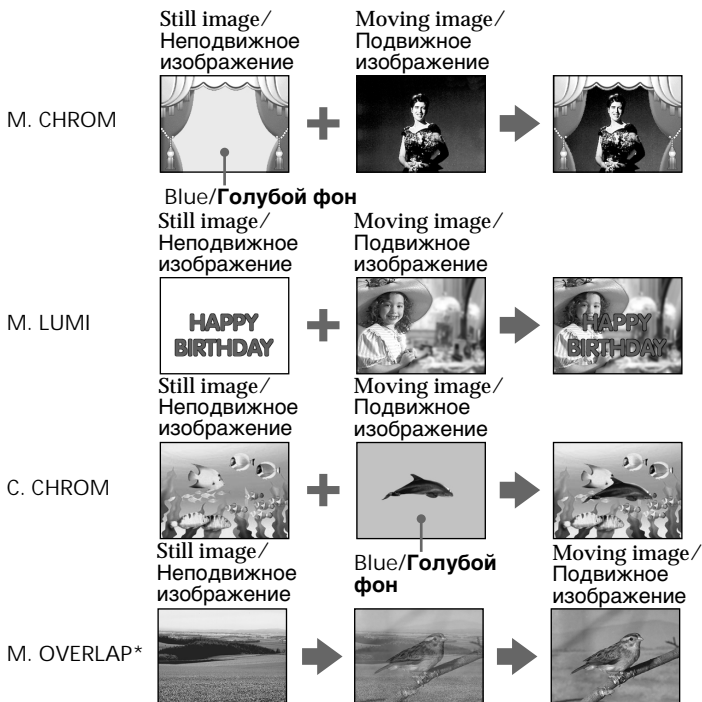 Still image/
Неподвижное
изображение
Moving image/
Подвижное
изображение
M. CHROM
Blue/Голубой фон
Still image/
Неподвижное
изображение
Moving image/
Подвижное
изображение
M. LUMI
HAPPY
BIRTHDAY
HAPPY
BIRTHDAY
Still image/
Неподвижное
изображение
Moving image/
Подвижное
изображение
C. CHROM
Blue/Голубой
фон
Still image/
Неподвижное
изображение
Moving image/
Подвижное
изображение
M. OVERLAP*